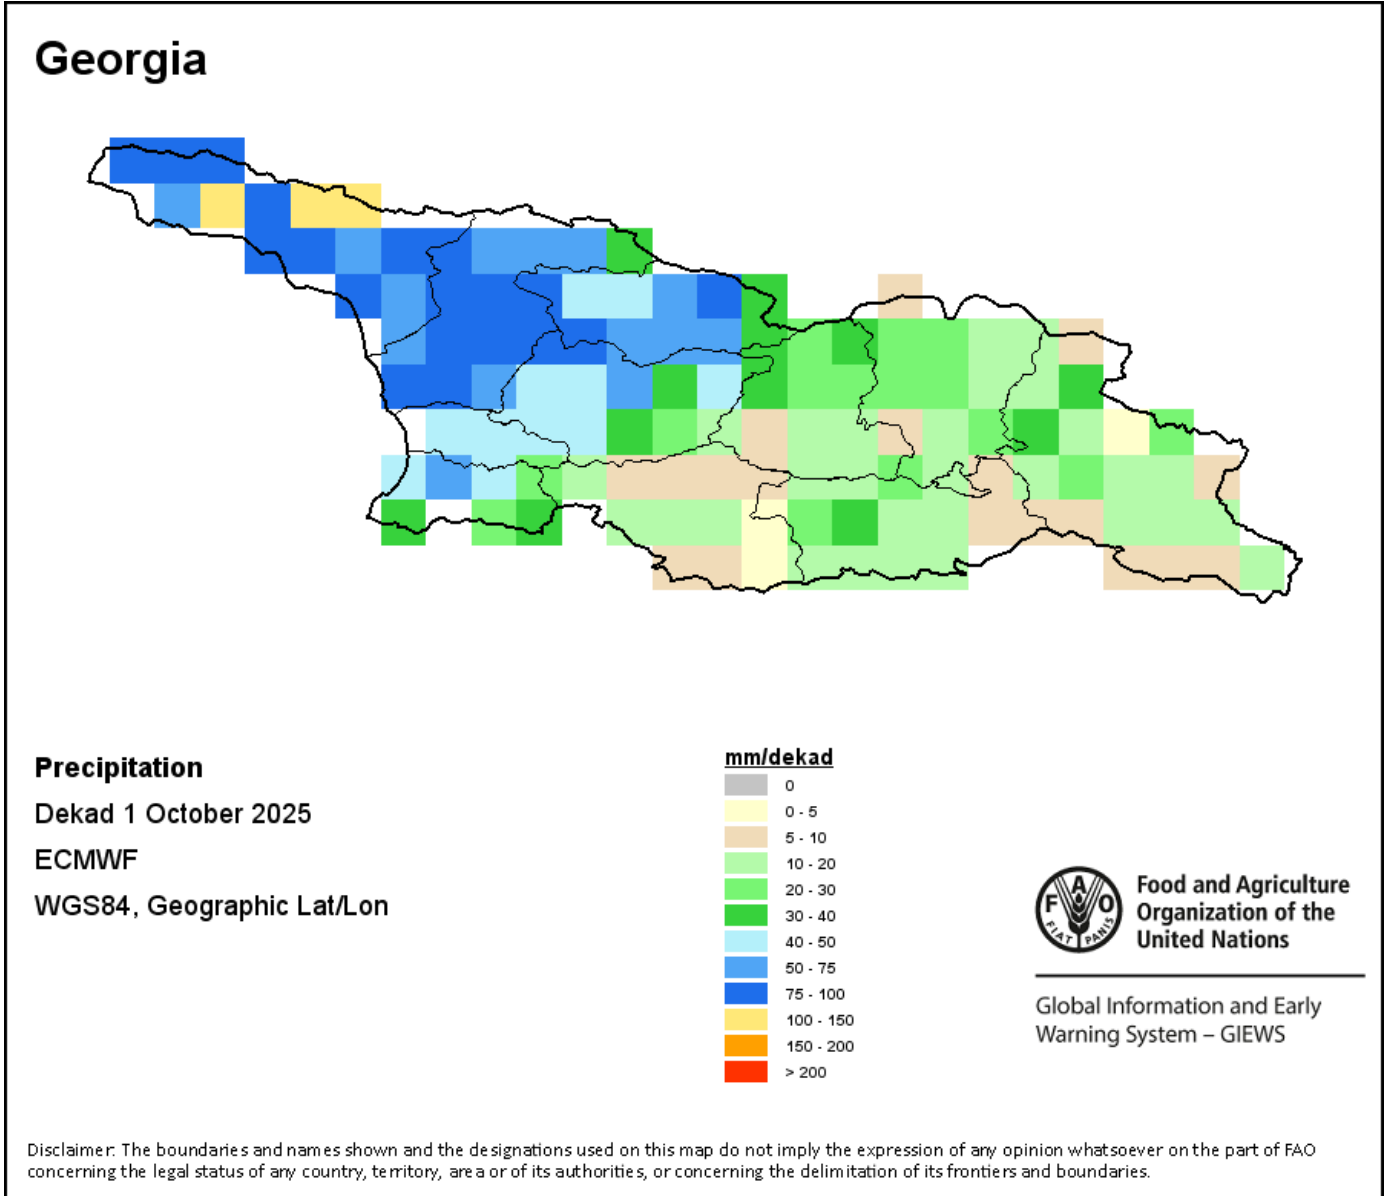 Georgia
Precipitation
Dekad 1 October 2025
ECMWF
WGS84, Geographic Lat/Lon
mm/dekad
0
0 - 5
5 - 10
10 - 20
20 - 30
30 - 40
40 - 50
50 - 75
75 - 100
100 - 150
150 - 200
> 200
F A O
FIAT PANIS
Food and Agriculture
Organization of the
United Nations
Global Information and Early
Warning System – GIEWS
Disclaimer: The boundaries and names shown and the designations used on this map do not imply the expression of any opinion whatsoever on the part of FAO
concerning the legal status of any country, territory, area or of its authorities, or concerning the delimitation of its frontiers and boundaries.